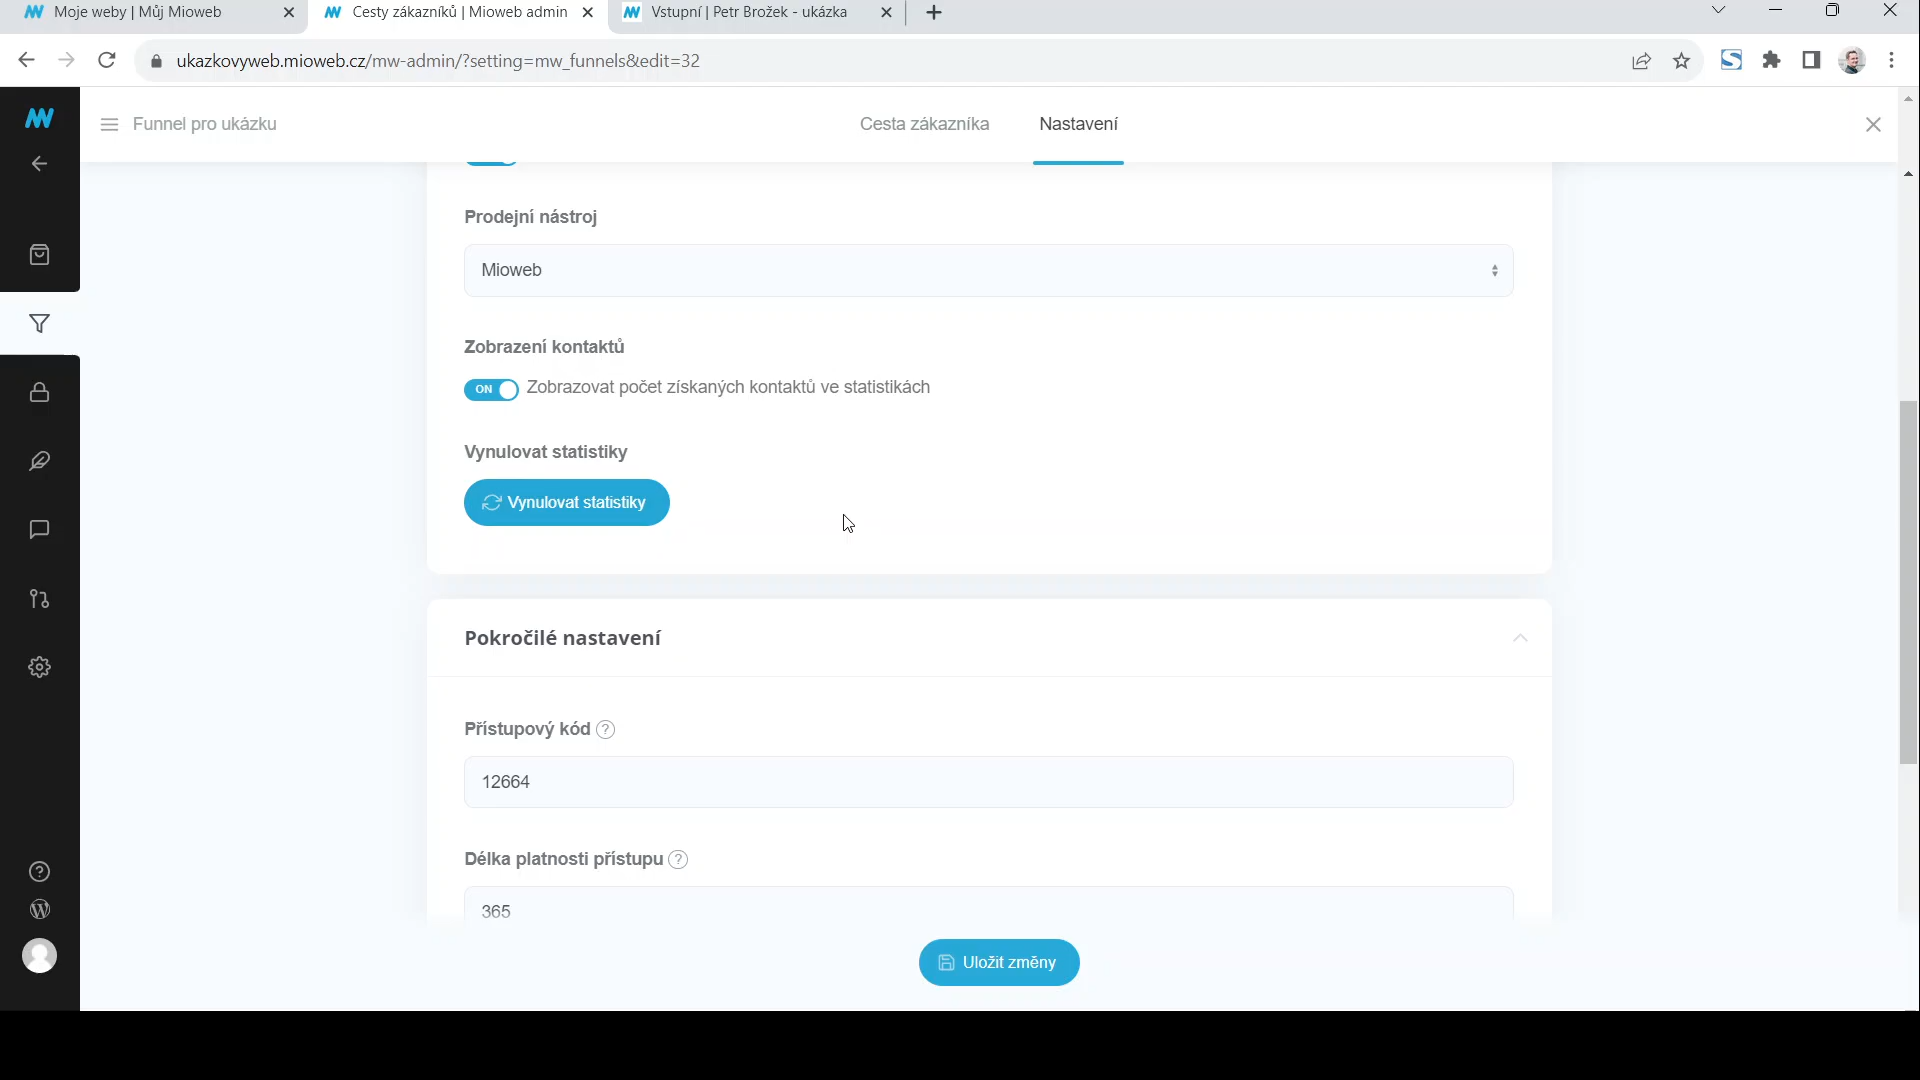 Moje weby | Můj Mioweb
Cesty zákazníků | Mioweb admin
Vstupní | Petr Brožek - ukázka
ukazkovyweb.mioweb.cz/mw-admin/?setting=mw_funnels&edit=32
Funnel pro ukázku
Cesta zákazníka
Nastavení
Prodejní nástroj
Mioweb
Zobrazení kontaktů
ON Zobrazovat počet získaných kontaktů ve statistikách
Vynulovat statistiky
Vynulovat statistiky
Pokročilé nastavení
Přístupový kód ?
12664
Délka platnosti přístupu ?
365
Uložit změny